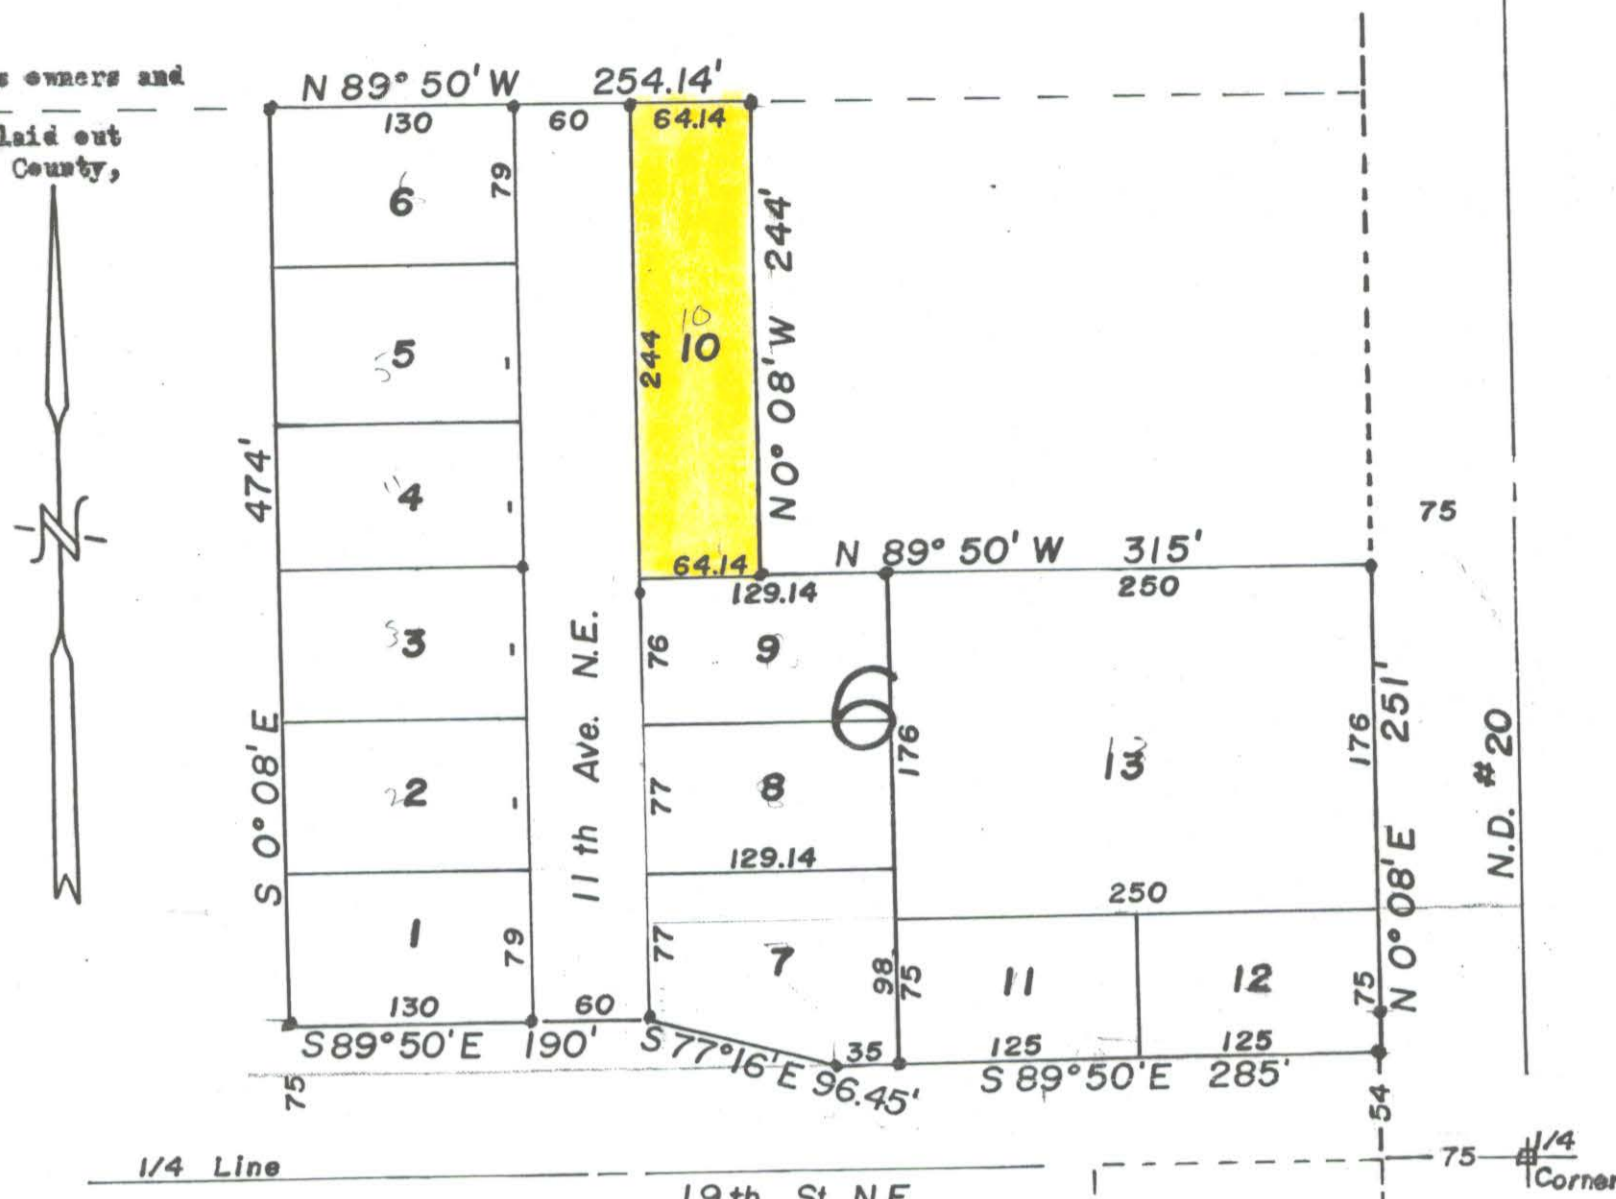 s owners and
laid out
County,
N 89° 50' W 254.14'
130 60 64.14
6 79
5
4
3
2
1 79
474'
S 0° 08' E
N
244 10
10
N 0° 08' W 244'
64.14
N 89° 50' W 315'
129.14 250
75
11 th Ave. N.E.
76 9
6
77 8
129.14
176 13 176
N 0° 08' E 251'
N.D. #20
250
77 7 98 75 11 12 75
130 60
S 89° 50' E 190' S 77° 16' E 96.45'
35 125 125
S 89° 50' E 285'
75 54
1/4 Line 75 1/4
Corner
19 th St. N.E.